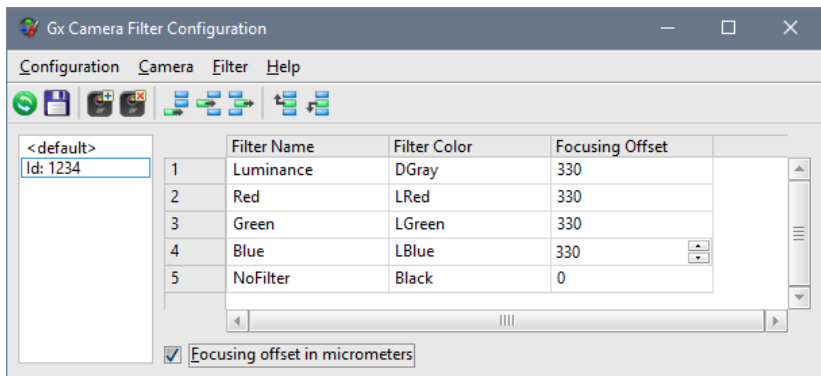 Gx Camera Filter Configuration
Configuration Camera Filter Help
<default>
Id: 1234
Filter Name Filter Color Focusing Offset
1 Luminance DGray 330
2 Red LRed 330
3 Green LGreen 330
4 Blue LBlue 330
5 NoFilter Black 0
Focusing offset in micrometers